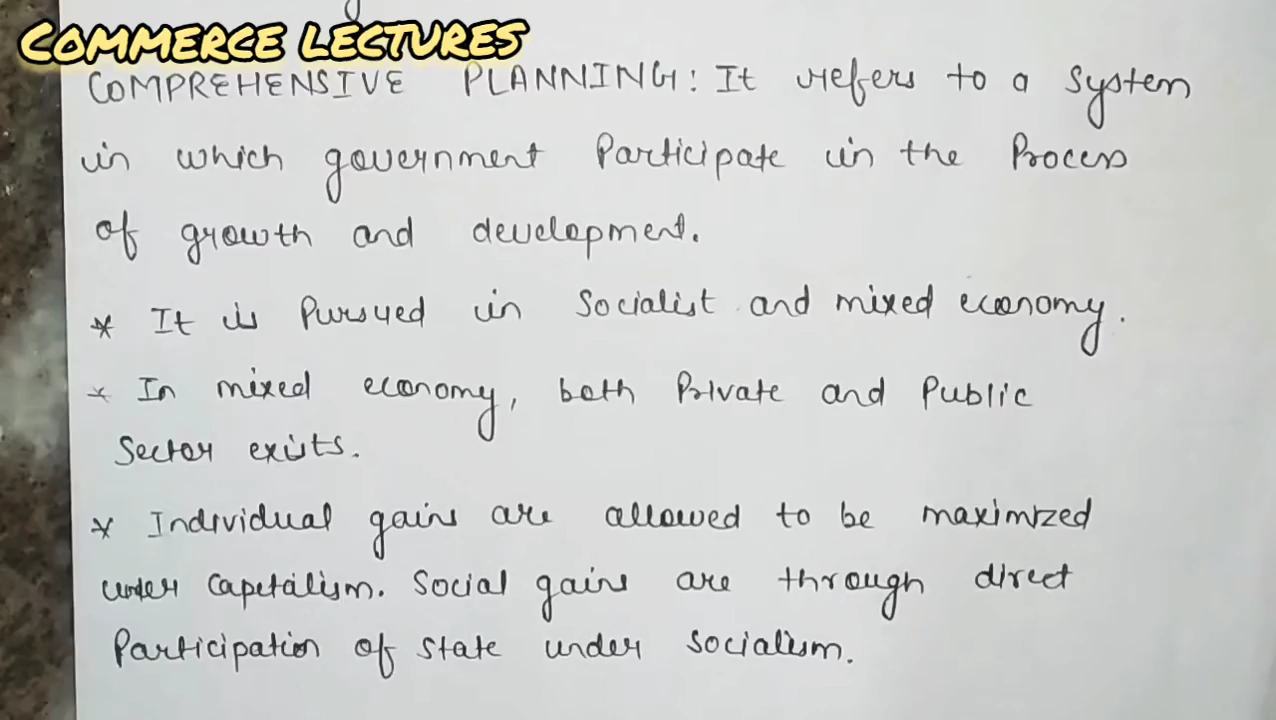 COMMERCE LECTURES
COMPREHENSIVE PLANNING: It refers to a system
in which government Participate in the Process
of growth and development.
* It is Pursued in Socialist and mixed economy.
* In mixed economy, both Private and Public
Sector exists.
* Individual gains are allowed to be maximized
under Capitalism. Social gains are through direct
Participation of state under Socialism.